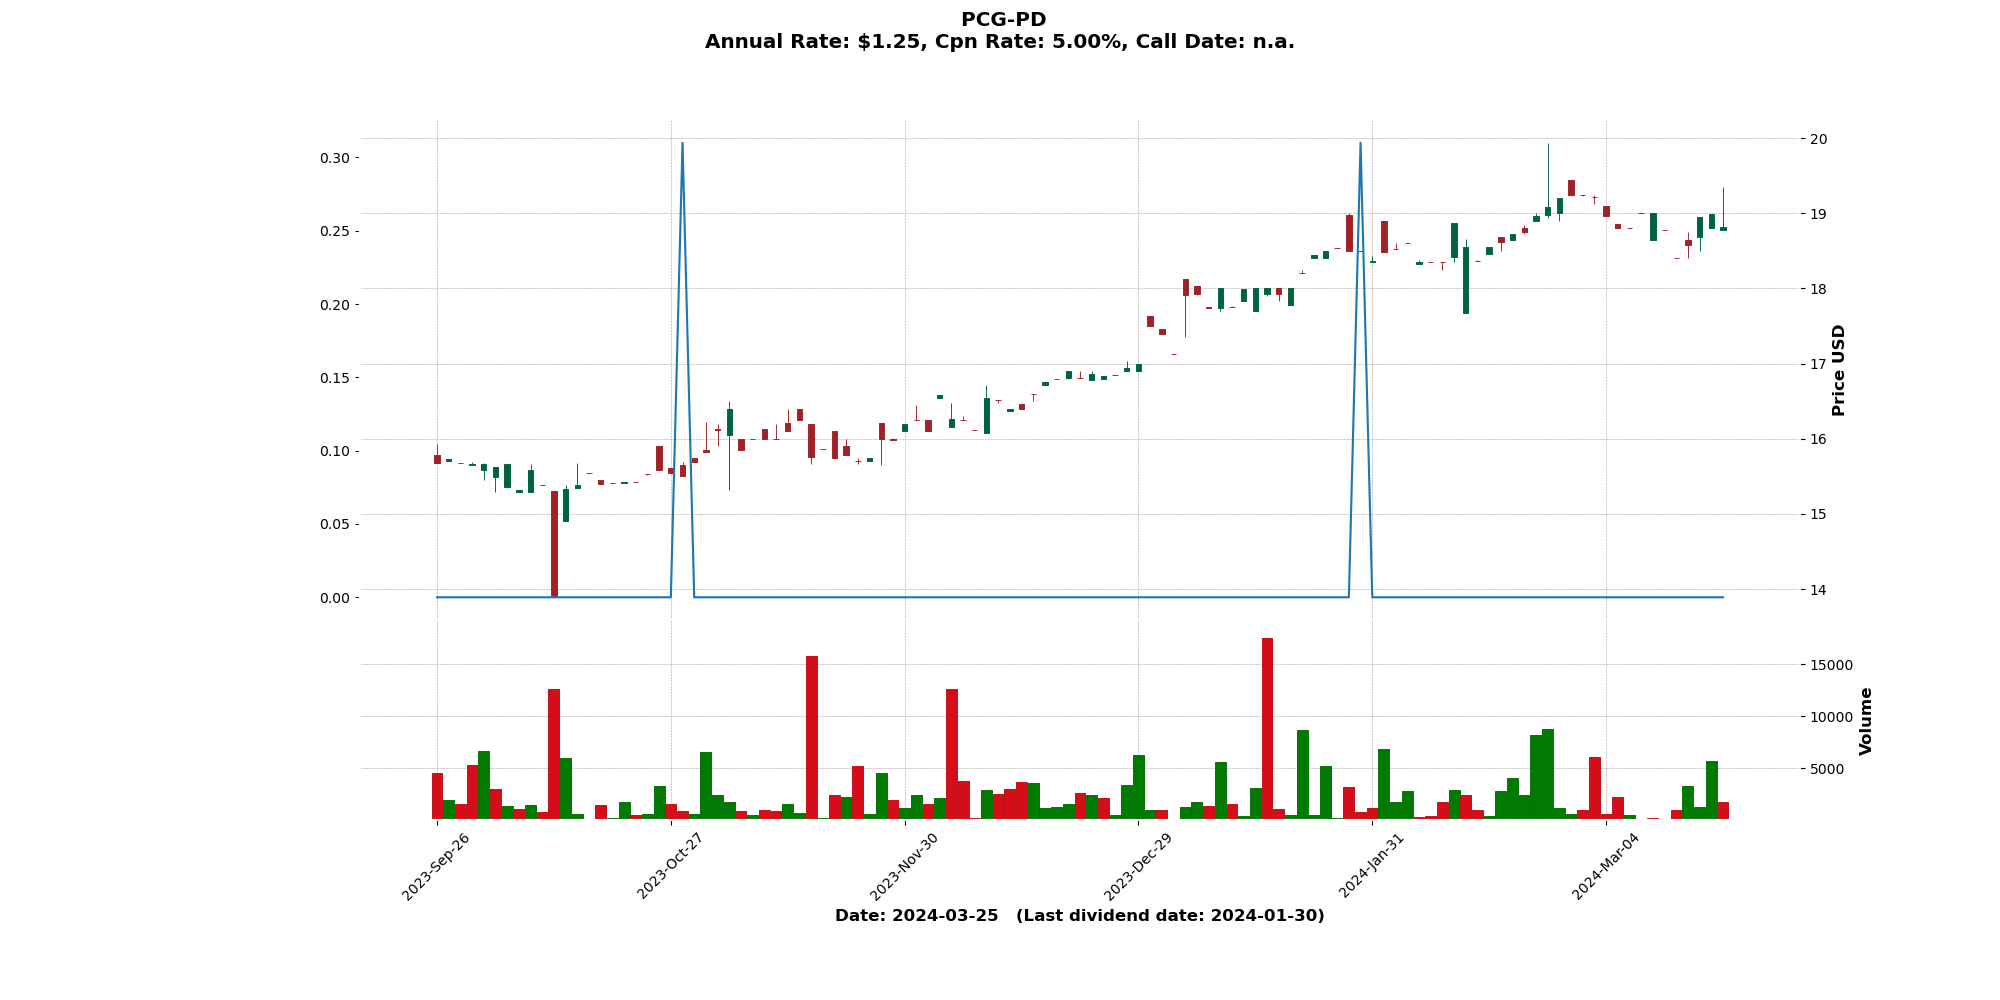 PCG-PD
Annual Rate: $1.25, Cpn Rate: 5.00%, Call Date: n.a.
0.30
0.25
0.20
0.15
0.10
0.05
0.00
20
19
18
17
16
15
14
Price USD
15000
10000
5000
Volume
2023-Sep-26
2023-Oct-27
2023-Nov-30
2023-Dec-29
2024-Jan-31
2024-Mar-04
Date: 2024-03-25   (Last dividend date: 2024-01-30)